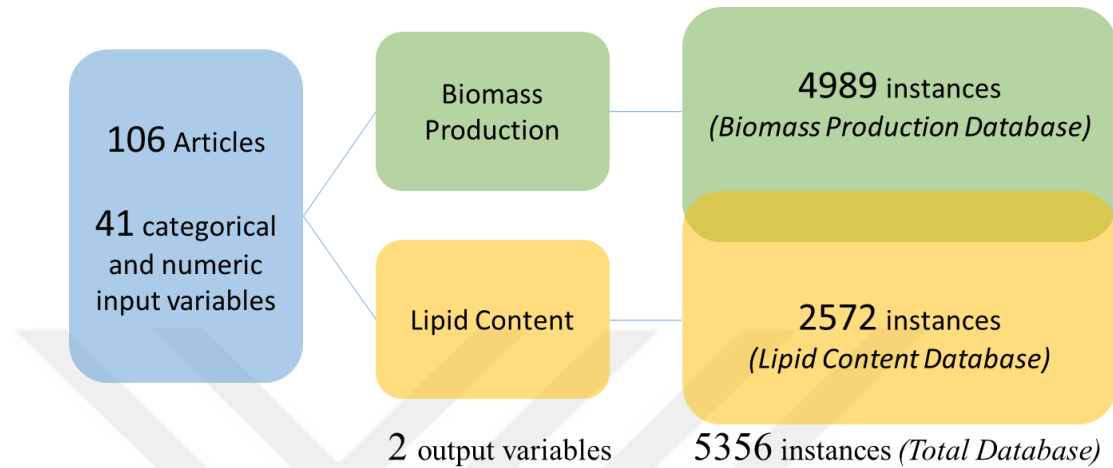 106 Articles
41 categorical
and numeric
input variables
Biomass
Production
Lipid Content
4989 instances
(Biomass Production Database)
2572 instances
(Lipid Content Database)
2 output variables
5356 instances (Total Database)